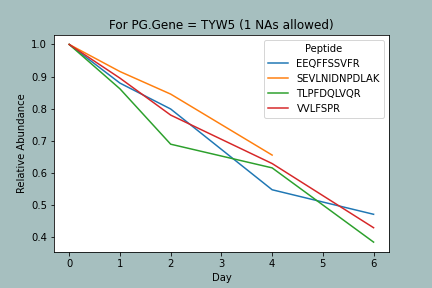 For PG.Gene = TYW5 (1 NAs allowed)
Peptide
EEQFFSSVFR
SEVLNIDNPDLAK
TLPFDQLVQR
VVLFSPR
Relative Abundance
1.0
0.9
0.8
0.7
0.6
0.5
0.4
0 1 2 3 4 5 6
Day